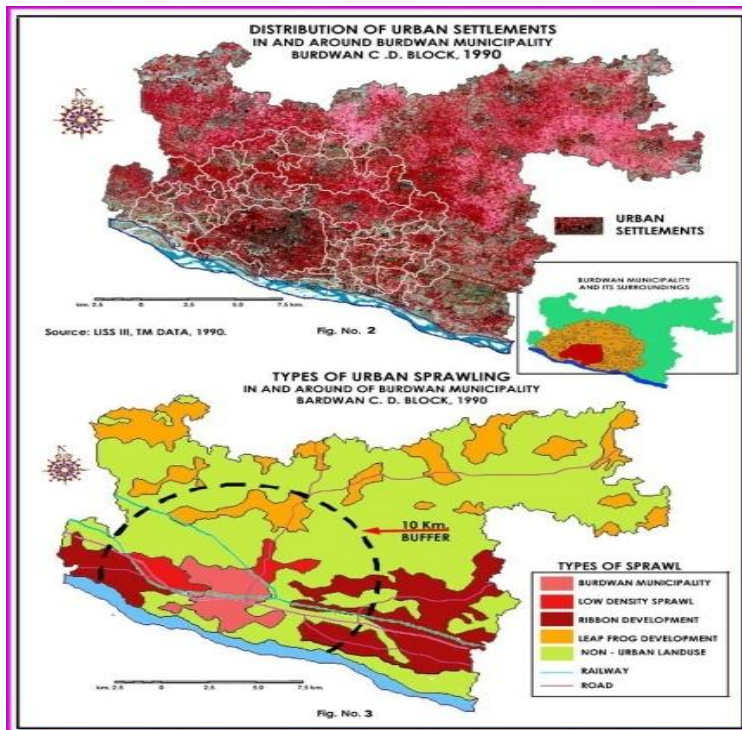 DISTRIBUTION OF URBAN SETTLEMENTS
IN AND AROUND BURDWAN MUNICIPALITY
BURDWAN C .D. BLOCK, 1990
N
URBAN
SETTLEMENTS
BURDWAN MUNICIPALITY
AND ITS SURROUNDINGS
km. 2.5 0 2.5 5.0 7.5 km.
Source: LISS III, TM DATA, 1990.
Fig. No. 2
TYPES OF URBAN SPRAWLING
IN AND AROUND OF BURDWAN MUNICIPALITY
BARDWAN C. D. BLOCK, 1990
N
10 Km.
BUFFER
TYPES OF SPRAWL
BURDWAN MUNICIPALITY
LOW DENSITY SPRAWL
RIBBON DEVELOPMENT
LEAP FROG DEVELOPMENT
NON - URBAN LANDUSE
RAILWAY
ROAD
km. 2.5 0 2.5 5.0 7.5 km.
Fig. No. 3